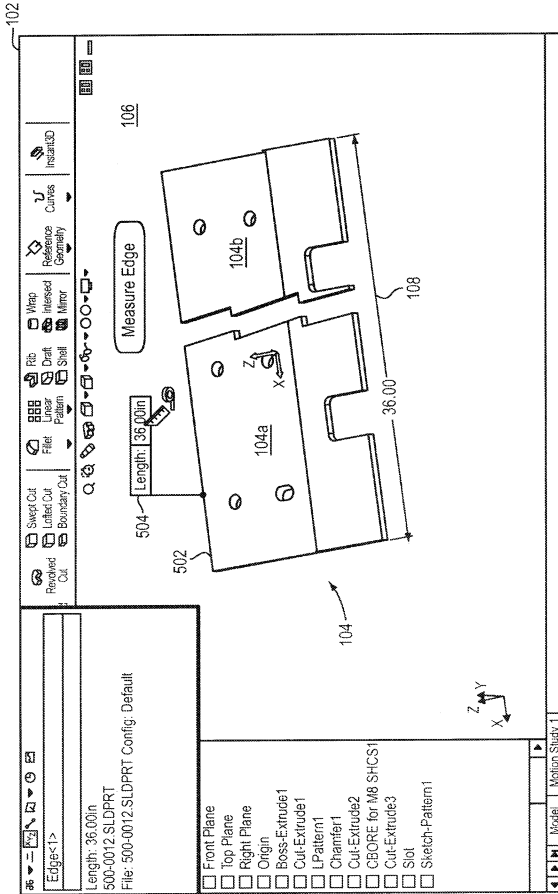 102
Revolved Cut
Swept Cut
Lofted Cut
Boundary Cut
Fillet
Linear Pattern
Rib
Draft
Shell
Wrap
Intersed
Mirror
Reference Geometry
Curves
Instant3D
Edge<1>
Length: 36.00in
500-0012.SLDPRT
File: 500-0012.SLDPRT Config: Default
Front Plane
Top Plane
Right Plane
Origin
Boss-Extrude1
Cut-Extrude1
LPattern1
Chamfer1
Cut-Extrude2
CBORE for M8 SHCS1
Cut-Extrude3
Slot
Sketch-Pattern1
Measure Edge
106
Length: 36.00in
504
502
104a
104b
Z
X
36.00
108
104
Z
Y
X
Model
Motion Study 1